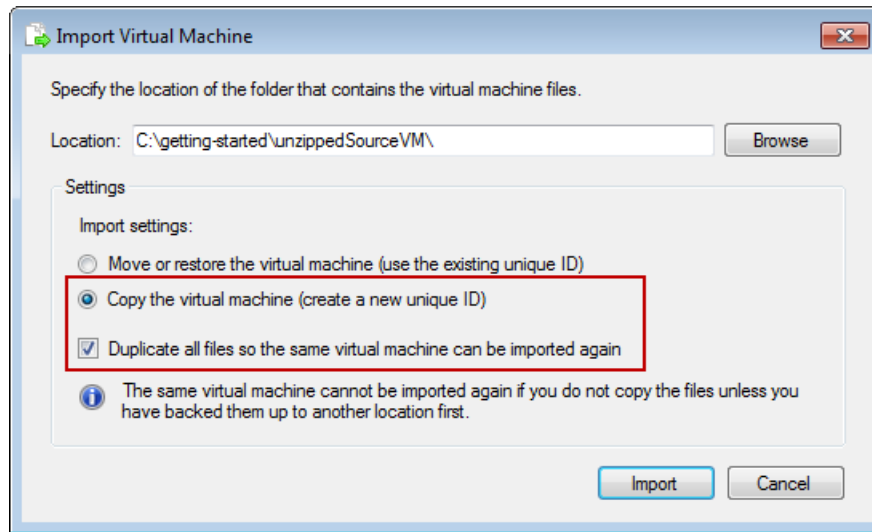 Import Virtual Machine
Specify the location of the folder that contains the virtual machine files.
Location: C:\getting-started\unzippedSourceVM\ Browse
Settings
Import settings:
Move or restore the virtual machine (use the existing unique ID)
Copy the virtual machine (create a new unique ID)
Duplicate all files so the same virtual machine can be imported again
The same virtual machine cannot be imported again if you do not copy the files unless you
have backed them up to another location first.
Import Cancel